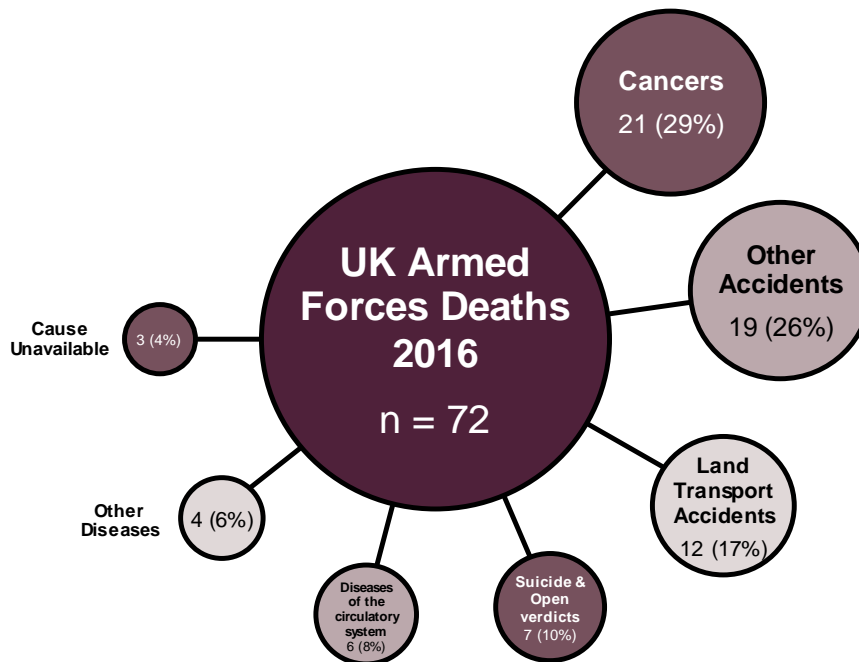 Cancers
21 (29%)
UK Armed
Forces Deaths
2016
n = 72
Other
Accidents
19 (26%)
Cause
Unavailable
3 (4%)
Land
Transport
Accidents
12 (17%)
Other
Diseases
4 (6%)
Diseases
of the
circulatory
system
6 (8%)
Suicide &
Open
verdicts
7 (10%)